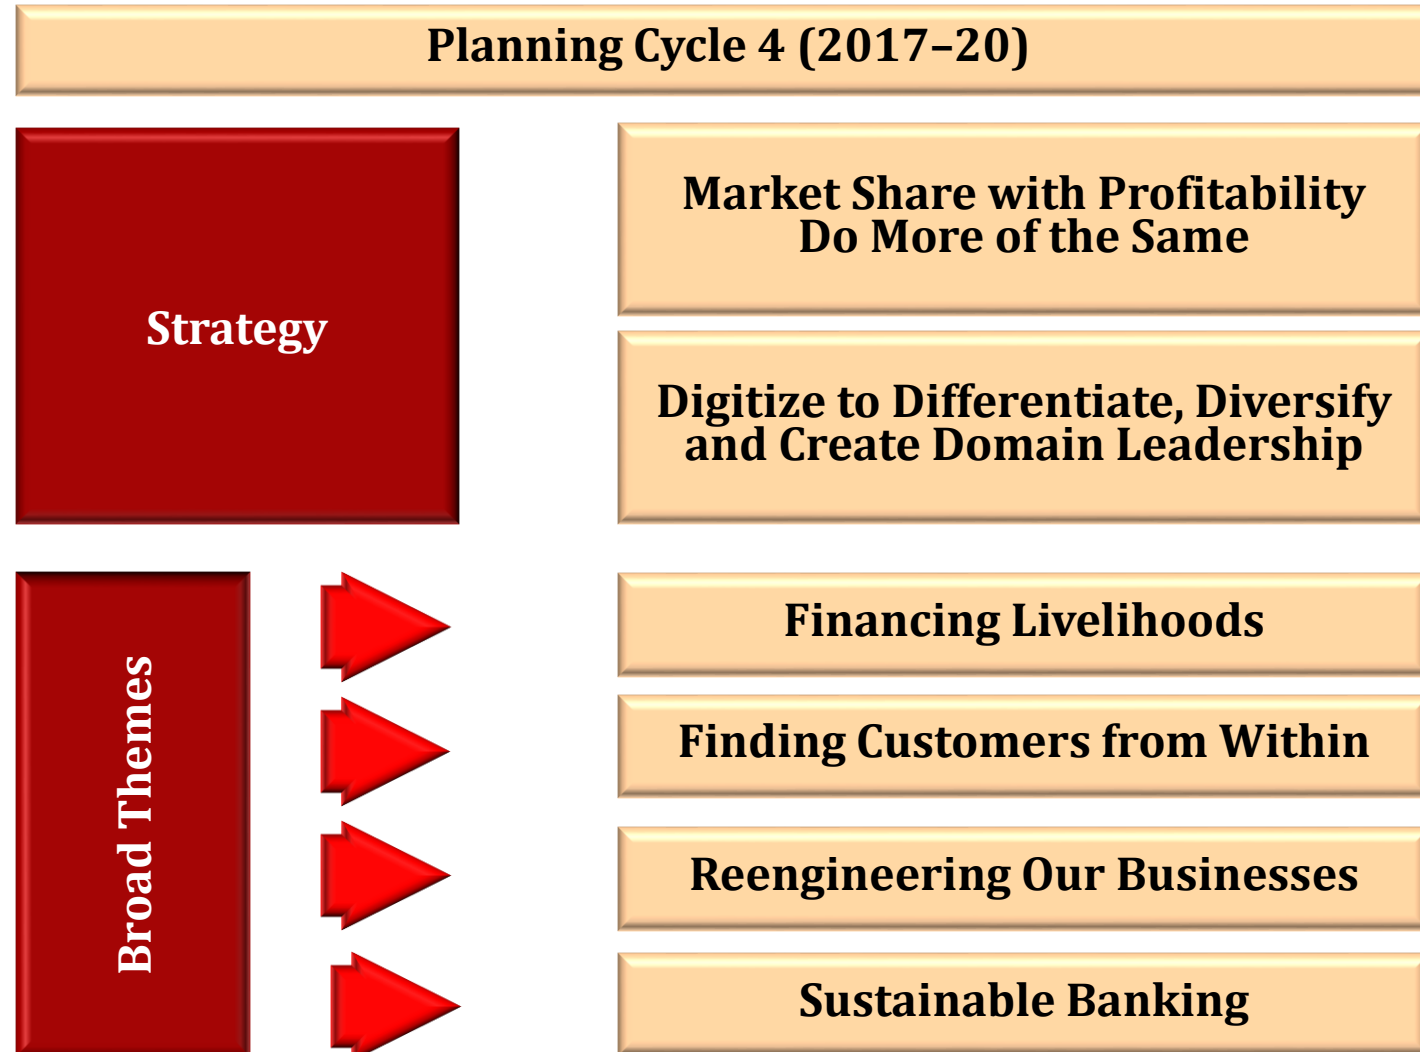 Planning Cycle 4 (2017–20)
Strategy
Market Share with Profitability
Do More of the Same
Digitize to Differentiate, Diversify
and Create Domain Leadership
Broad Themes
Financing Livelihoods
Finding Customers from Within
Reengineering Our Businesses
Sustainable Banking